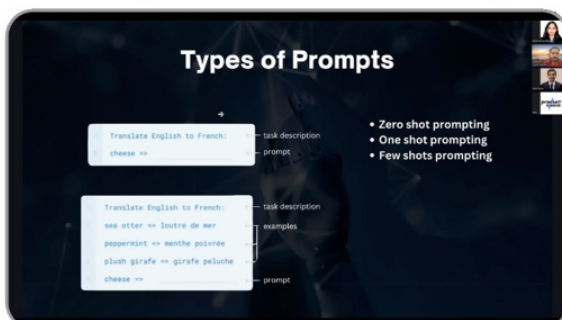 Types of Prompts
Translate English to French:
task description
cheese =>
prompt
Translate English to French:
task description
sea otter => loutre de mer
examples
peppermint => menthe poivrée
plush girafe => girafe peluche
cheese =>
prompt
• Zero shot prompting
• One shot prompting
• Few shots prompting
product